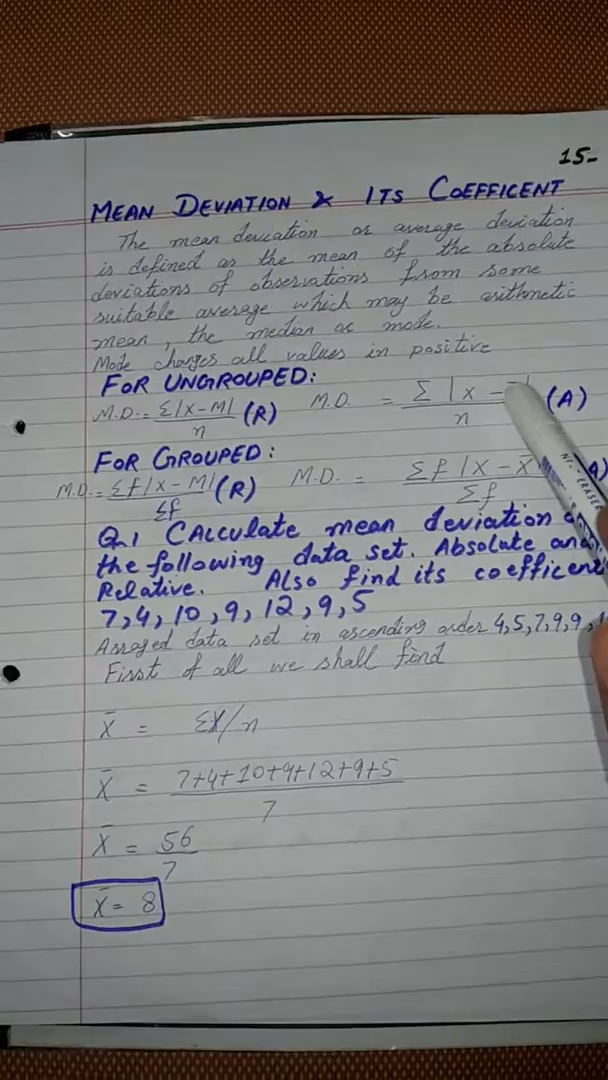 15-
MEAN DEVIATION & ITS COEFFICENT
The mean deviation or average deviation
is defined as the mean of the absolute
deviations of observations from some
suitable average which may be arithmetic
mean, the median or mode.
Mode changes all values in positive
FOR UNGROUPED:
M.D. = Σ|X-M|/n (R) M.D. = Σ|X - /n (A)
FOR GROUPED:
M.D. = Σf|X-M|/Σf (R) M.D. = Σf|X-X̄/Σf A)
Q.1 CAlculate mean deviation
the following data set. Absolute and
Relative. Also find its coefficent
7,4,10,9,12,9,5
Arraged data set in ascending order 4,5,7,9,9,1
First of all we shall find
X̄ = ΣX/n
X̄ = 7+4+10+9+12+9+5/7
X̄ = 56/7
X̄ = 8